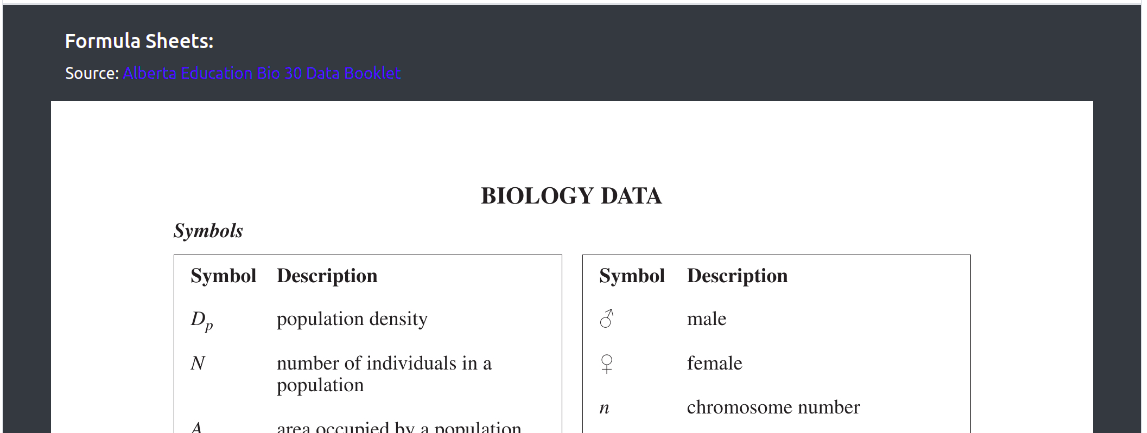 Formula Sheets:
Source: Alberta Education Bio 30 Data Booklet
BIOLOGY DATA
Symbols
Symbol Description
Dp population density
N number of individuals in a
population
A area occupied by a population
Symbol Description
♂ male
♀ female
n chromosome number